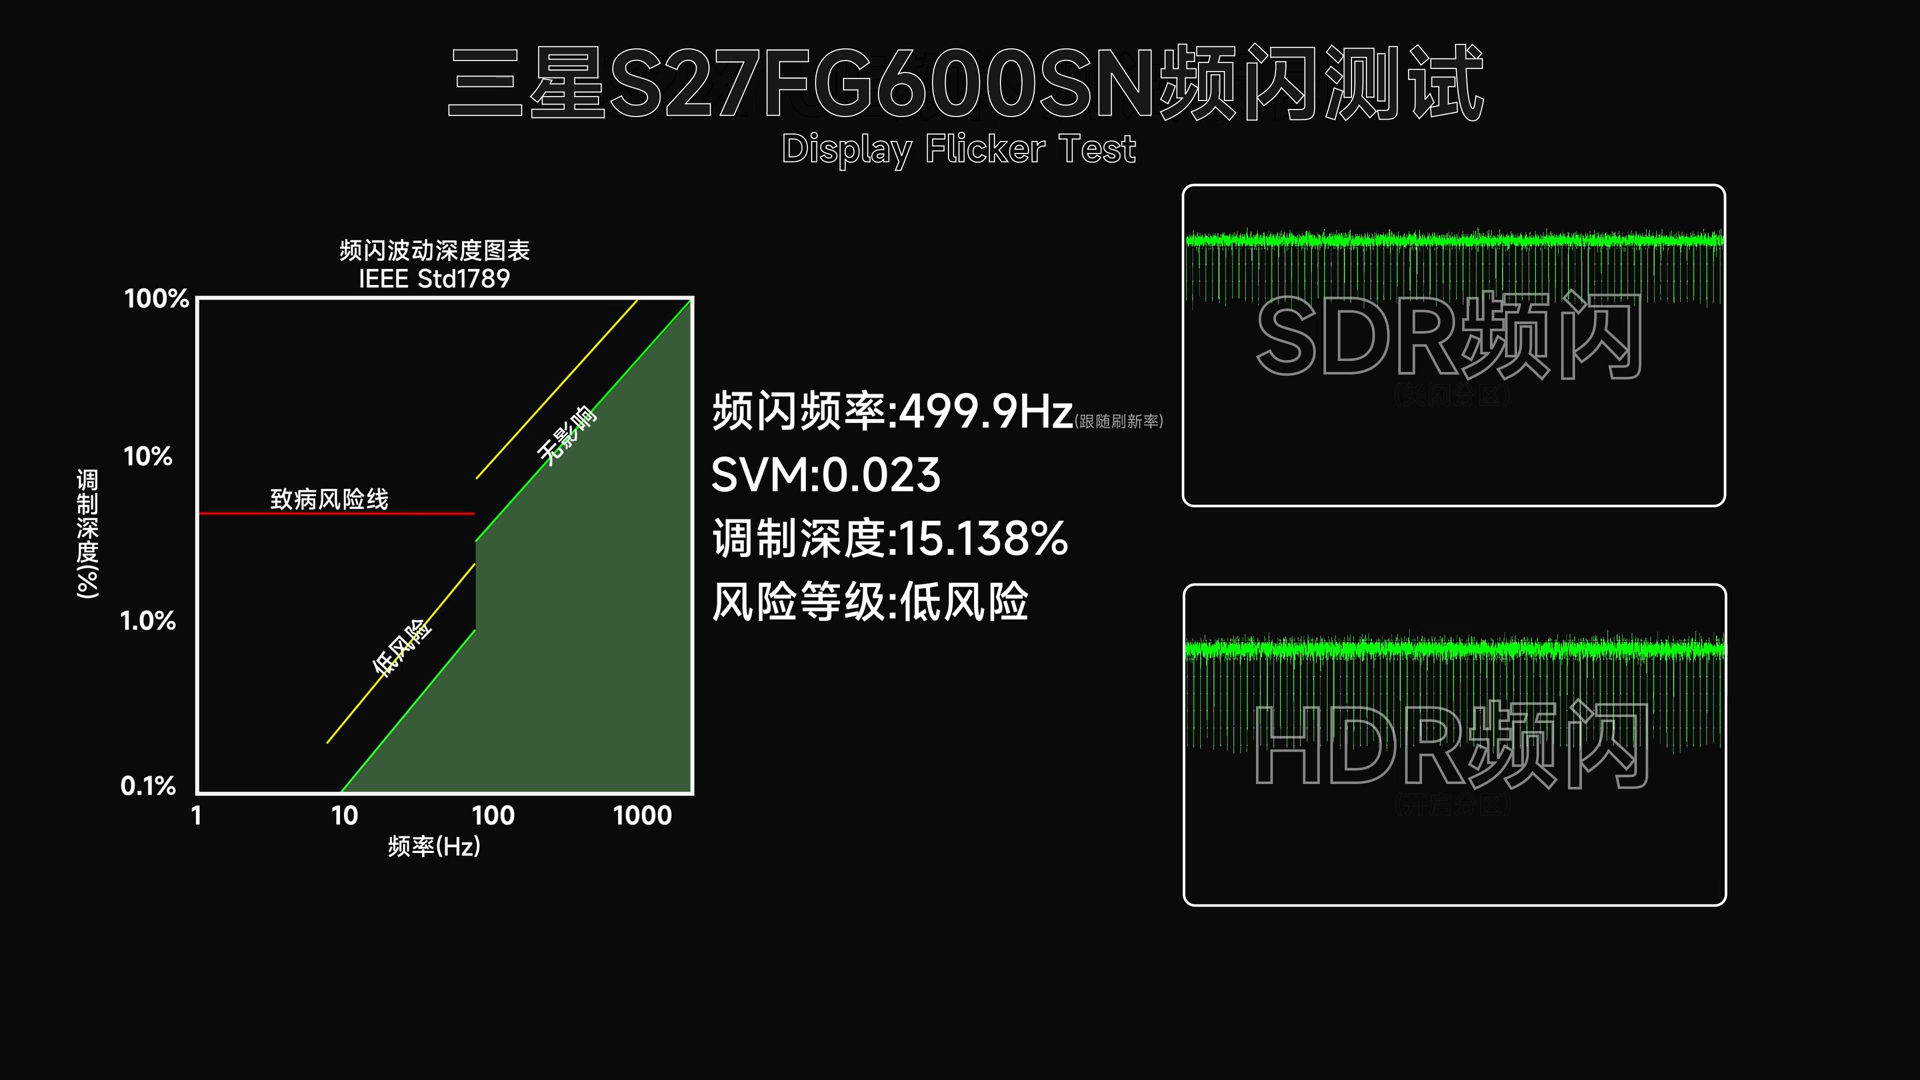 三星S27FG600SN频闪测试
Display Flicker Test
频闪波动深度图表
IEEE Std1789
100%
10%
1.0%
0.1%
调制深度(%)
致病风险线
无影响
低风险
1 10 100 1000
频率(Hz)
频闪频率:499.9Hz(跟随刷新率)
SVM:0.023
调制深度:15.138%
风险等级:低风险
SDR频闪
HDR频闪